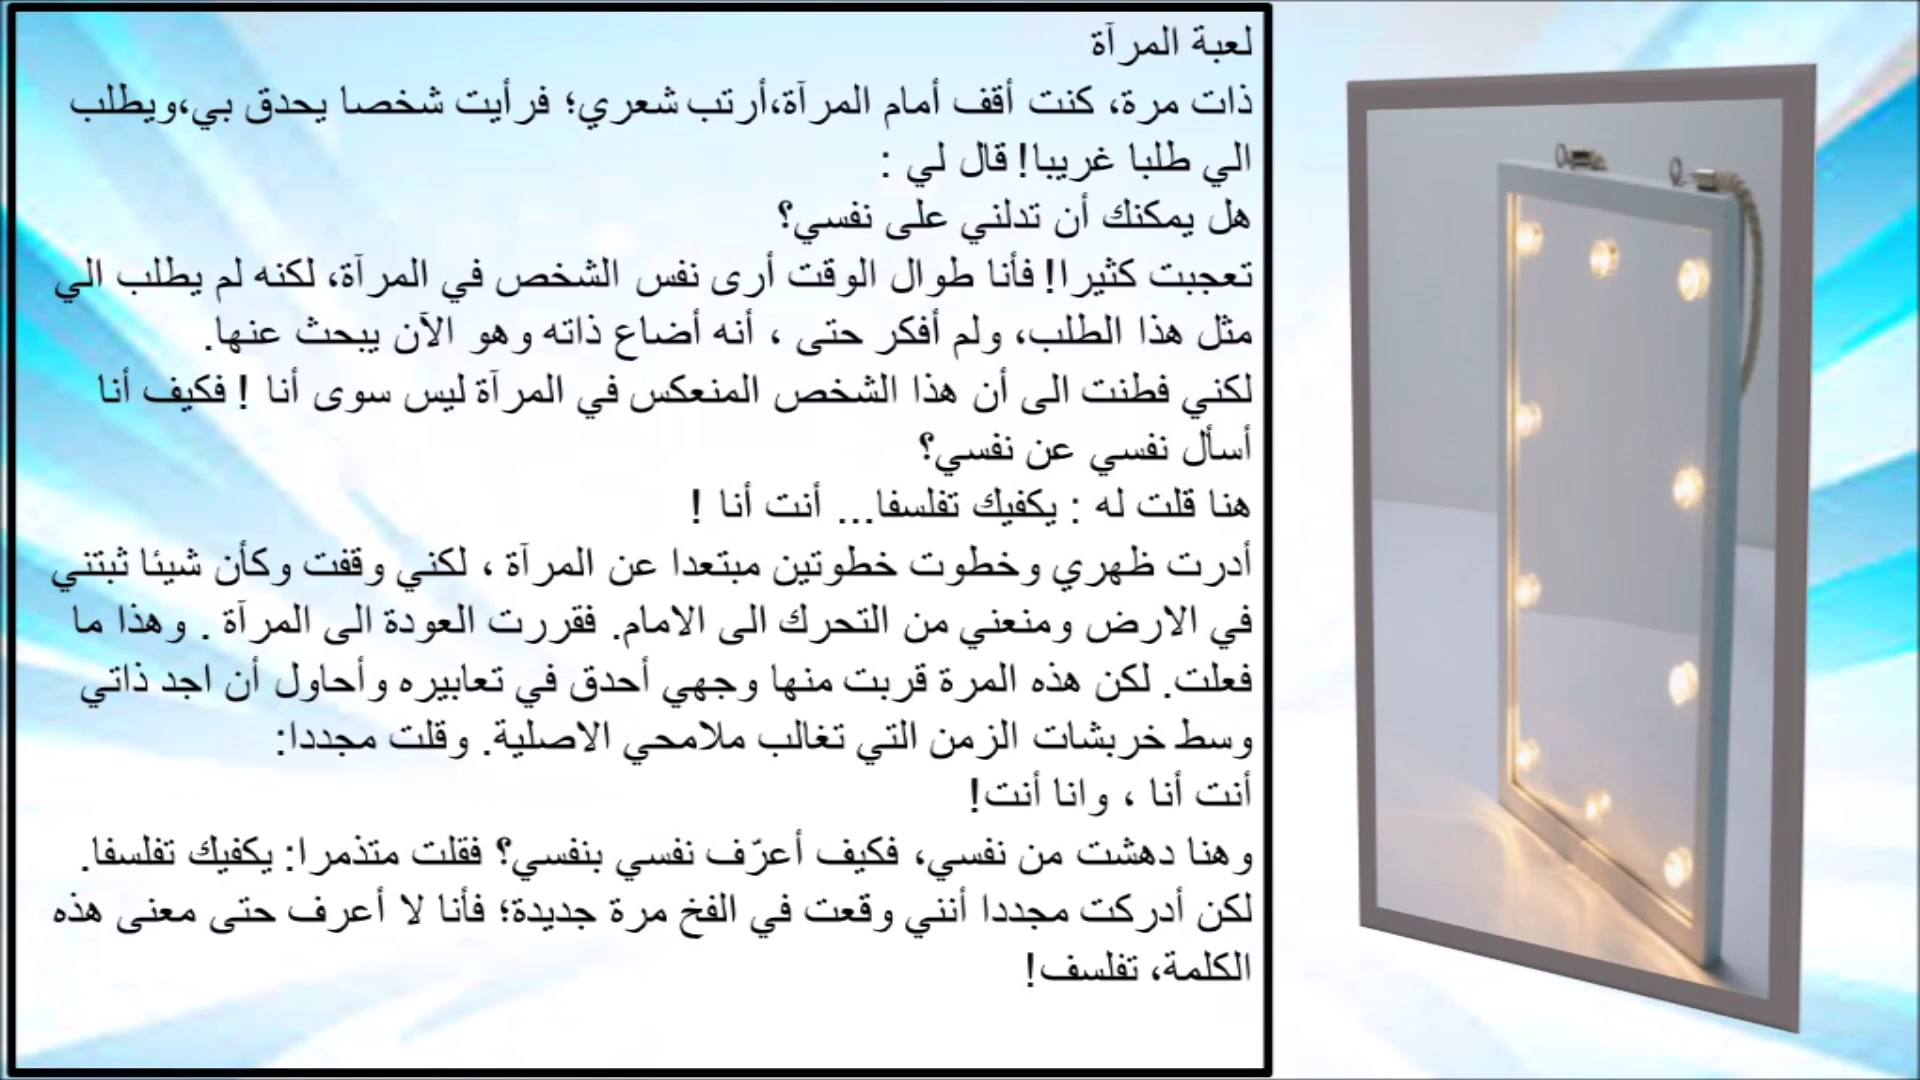 لعبة المرآة
ذات مرة، كنت أقف أمام المرآة،أرتب شعري؛ فرأيت شخصا يحدق بي،ويطلب
الي طلبا غريبا! قال لي :
هل يمكنك أن تدلني على نفسي؟
تعجبت كثيرا! فأنا طوال الوقت أرى نفس الشخص في المرآة، لكنه لم يطلب الي
مثل هذا الطلب، ولم أفكر حتى ، أنه أضاع ذاته وهو الآن يبحث عنها.
لكني فطنت الى أن هذا الشخص المنعكس في المرآة ليس سوى أنا ! فكيف أنا
أسأل نفسي عن نفسي؟
هنا قلت له : يكفيك تفلسفا... أنت أنا !
أدرت ظهري وخطوت خطوتين مبتعدا عن المرآة ، لكني وقفت وكأن شيئا ثبتني
في الارض ومنعني من التحرك الى الامام. فقررت العودة الى المرآة . وهذا ما
فعلت. لكن هذه المرة قربت منها وجهي أحدق في تعابيره وأحاول أن اجد ذاتي
وسط خربشات الزمن التي تغالب ملامحي الاصلية. وقلت مجددا:
أنت أنا ، وانا أنت!
وهنا دهشت من نفسي، فكيف أعرّف نفسي بنفسي؟ فقلت متذمرا: يكفيك تفلسفا.
لكن أدركت مجددا أنني وقعت في الفخ مرة جديدة؛ فأنا لا أعرف حتى معنى هذه
الكلمة، تفلسف!